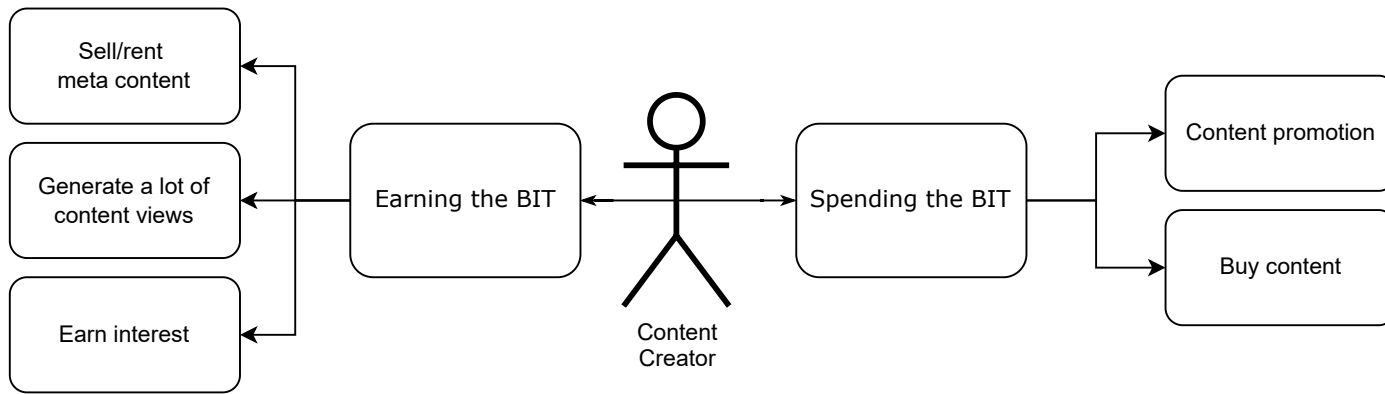 Sell/rent
meta content
Generate a lot of
content views
Earn interest
Earning the BIT
Content
Creator
Spending the BIT
Content promotion
Buy content